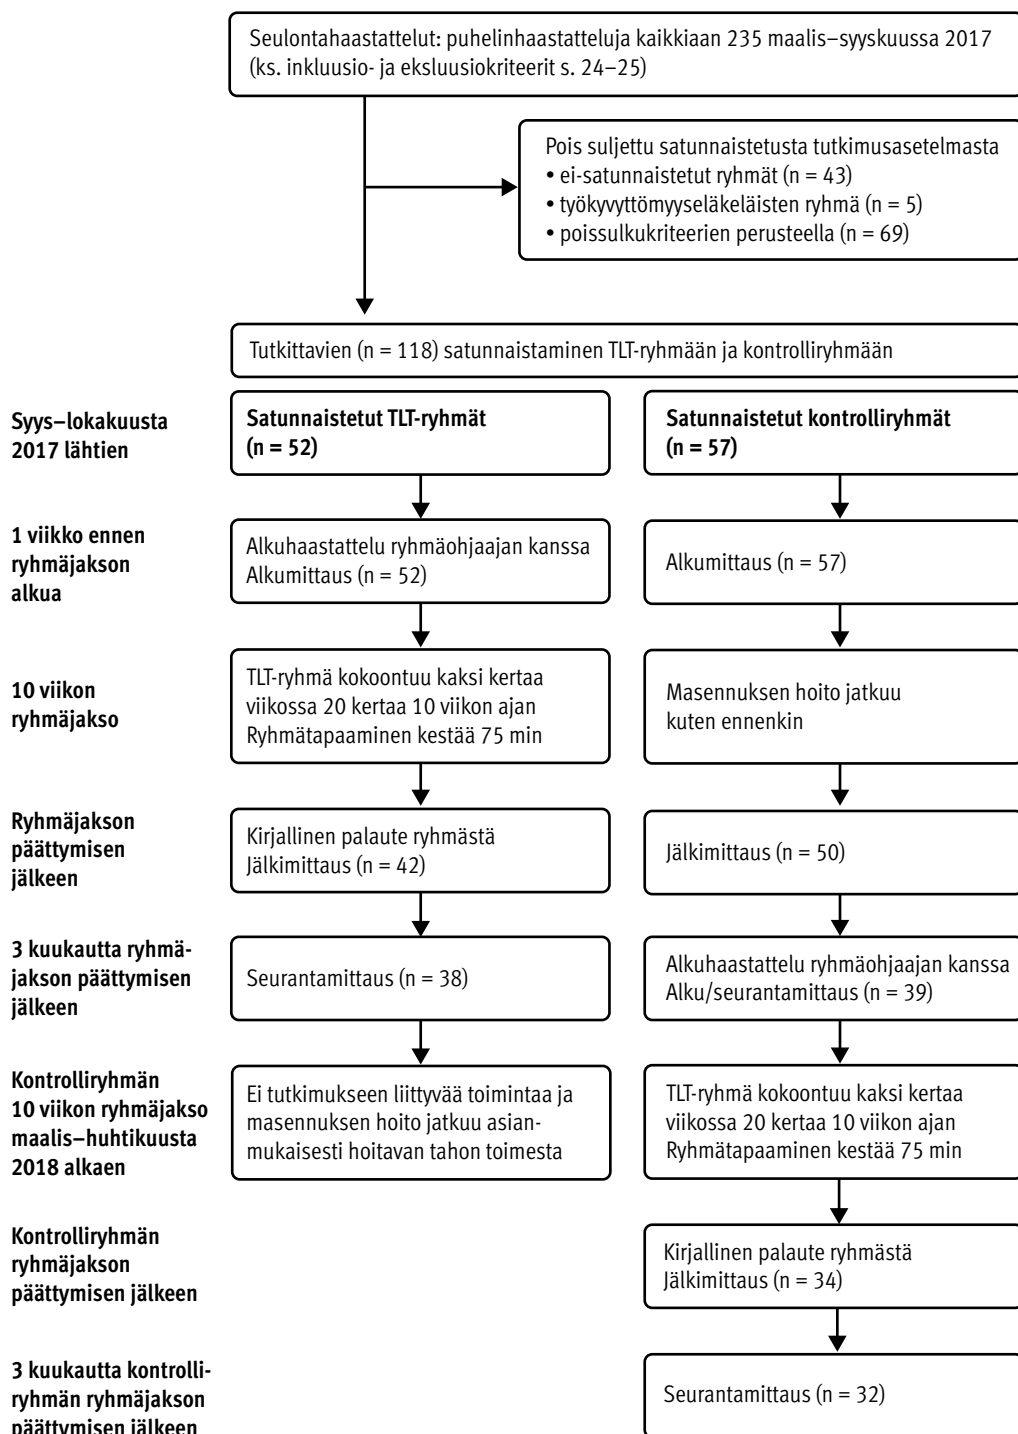 Seulontahaastattelut: puhelinhaastatteluja kaikkiaan 235 maalis–syyskuussa 2017
(ks. inkluusio- ja eksluusiokriteerit s. 24–25)
Pois suljettu satunnaistetusta tutkimusasetelmasta
• ei-satunnaistetut ryhmät (n = 43)
• työkyvyttömyyseläkeläisten ryhmä (n = 5)
• poissulkukriteerien perusteella (n = 69)
Tutkittavien (n = 118) satunnaistaminen TLT-ryhmään ja kontrolliryhmään
Syys–lokakuusta
2017 lähtien
Satunnaistetut TLT-ryhmät
(n = 52)
Satunnaistetut kontrolliryhmät
(n = 57)
1 viikko ennen
ryhmäjakson
alkua
Alkuhaastattelu ryhmäohjaajan kanssa
Alkumittaus (n = 52)
Alkumittaus (n = 57)
10 viikon
ryhmäjakso
TLT-ryhmä kokoontuu kaksi kertaa
viikossa 20 kertaa 10 viikon ajan
Ryhmätapaaminen kestää 75 min
Masennuksen hoito jatkuu
kuten ennenkin
Ryhmäjakson
päättymisen
jälkeen
Kirjallinen palaute ryhmästä
Jälkimittaus (n = 42)
Jälkimittaus (n = 50)
3 kuukautta ryhmä-
jakson päättymisen
jälkeen
Seurantamittaus (n = 38)
Alkuhaastattelu ryhmäohjaajan kanssa
Alku/seurantamittaus (n = 39)
Kontrolliryhmän
10 viikon ryhmäjakso
maalis–huhtikuusta
2018 alkaen
Ei tutkimukseen liittyvää toimintaa ja
masennuksen hoito jatkuu asian-
mukaisesti hoitavan tahon toimesta
TLT-ryhmä kokoontuu kaksi kertaa
viikossa 20 kertaa 10 viikon ajan
Ryhmätapaaminen kestää 75 min
Kontrolliryhmän
ryhmäjakson
päättymisen jälkeen
Kirjallinen palaute ryhmästä
Jälkimittaus (n = 34)
3 kuukautta kontrolli-
ryhmän ryhmäjakson
päättymisen jälkeen
Seurantamittaus (n = 32)